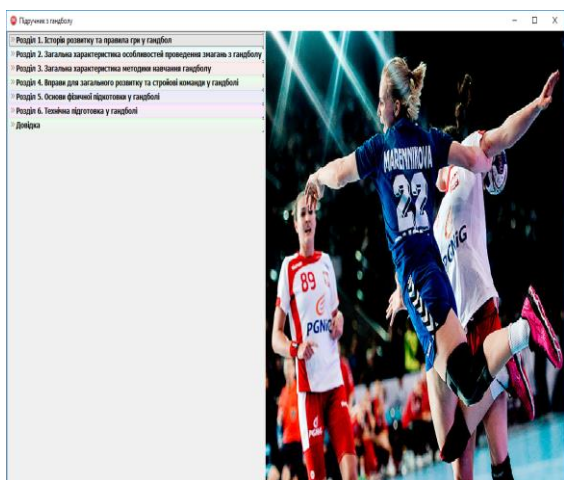 Підручник з гандболу
Розділ 1. Історія розвитку та правила гри у гандбол
Розділ 2. Загальна характеристика особливостей проведення змагань з гандболу
Розділ 3. Загальна характеристика методики навчання гандболу
Розділ 4. Вправи для загального розвитку та стройові команди у гандболі
Розділ 5. Основи фізичної підготовки у гандболі
Розділ 6. Технічна підготовка у гандболі
Довідка
MARENNIKOVA
22
89
PGNiG
PGNiG